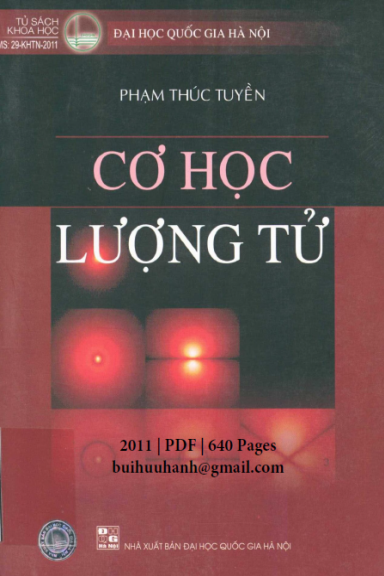 TỦ SÁCH
KHOA HỌC
MS: 29-KHTN-2011
ĐẠI HỌC QUỐC GIA HÀ NỘI
PHẠM THÚC TUYỀN
CƠ HỌC
LƯỢNG TỬ
2011 | PDF | 640 Pages
buihuuhanh@gmail.com
NHÀ XUẤT BẢN ĐẠI HỌC QUỐC GIA HÀ NỘI